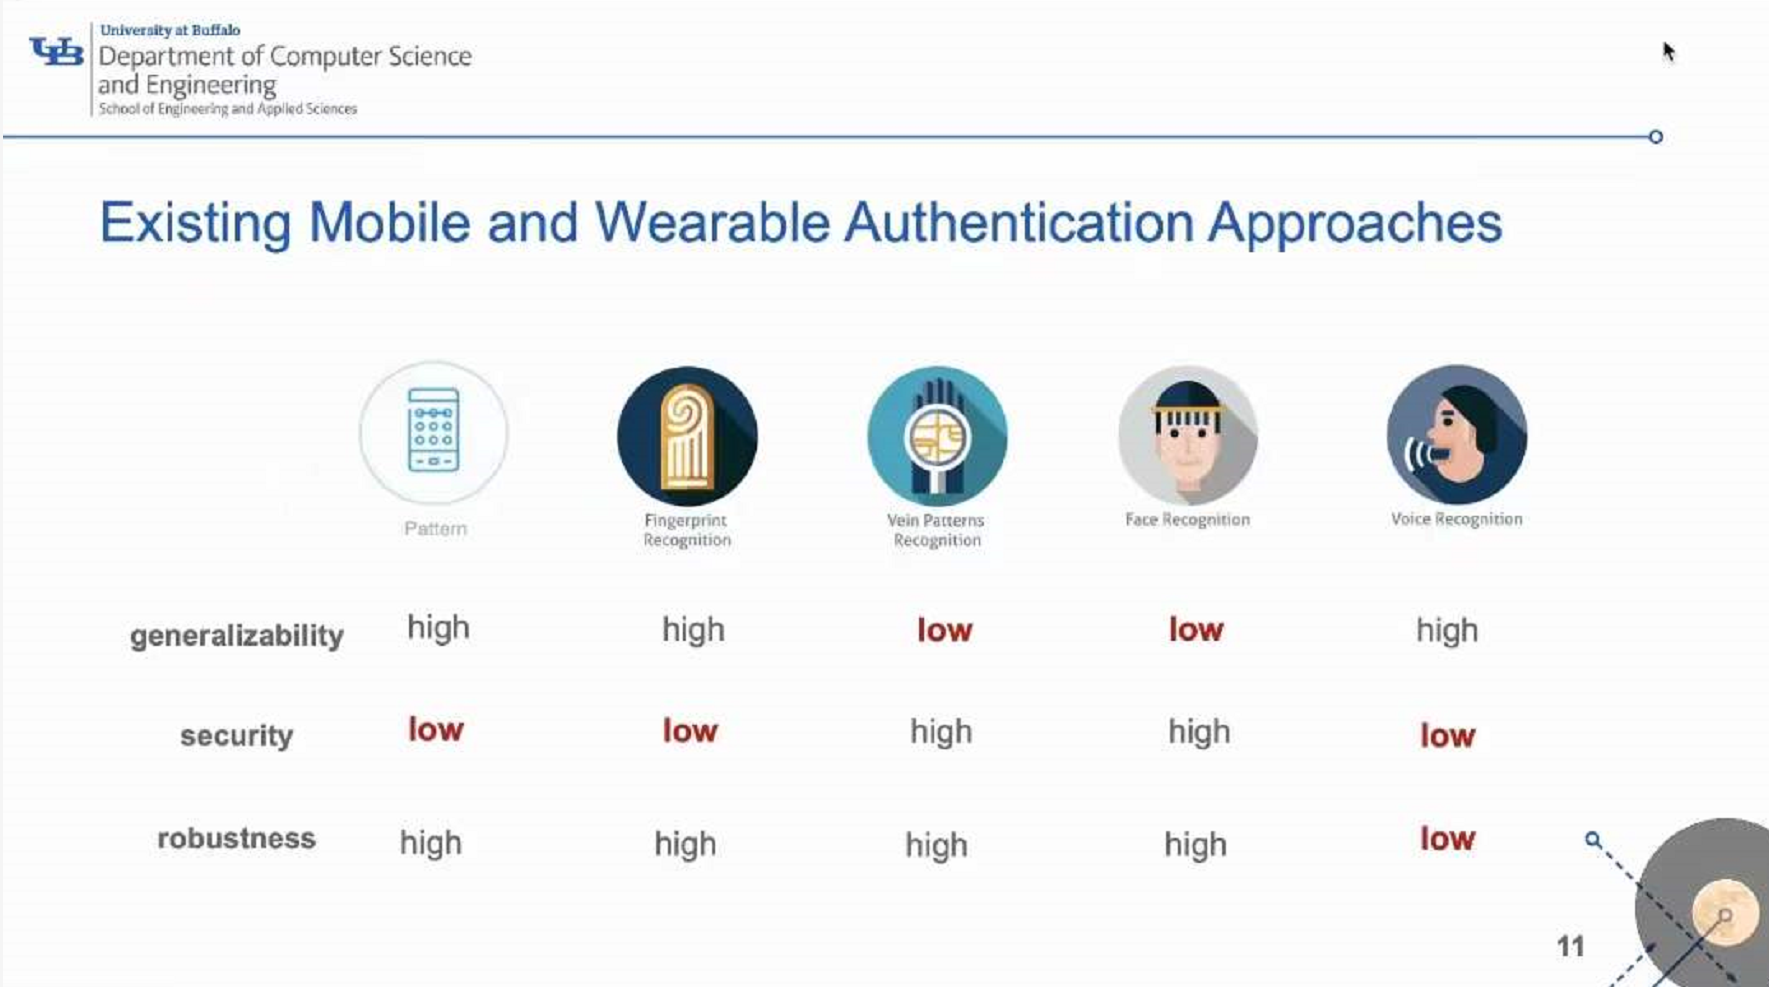 University at Buffalo
Department of Computer Science
and Engineering
School of Engineering and Applied Sciences
Existing Mobile and Wearable Authentication Approaches
Pattern
Fingerprint
Recognition
Vein Patterns
Recognition
Face Recognition
Voice Recognition
generalizability high high low low high
security low low high high low
robustness high high high high low
11